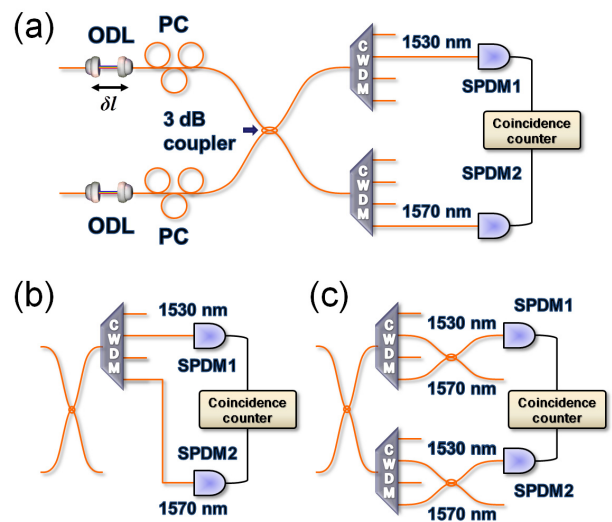 (a)
ODL
PC
δl
3 dB
coupler
ODL
PC
CWDM
1530 nm
SPDM1
Coincidence
counter
SPDM2
CWDM
1570 nm
(b)
CWDM
1530 nm
SPDM1
Coincidence
counter
SPDM2
1570 nm
(c)
CWDM
1530 nm
SPDM1
1570 nm
Coincidence
counter
CWDM
1530 nm
SPDM2
1570 nm